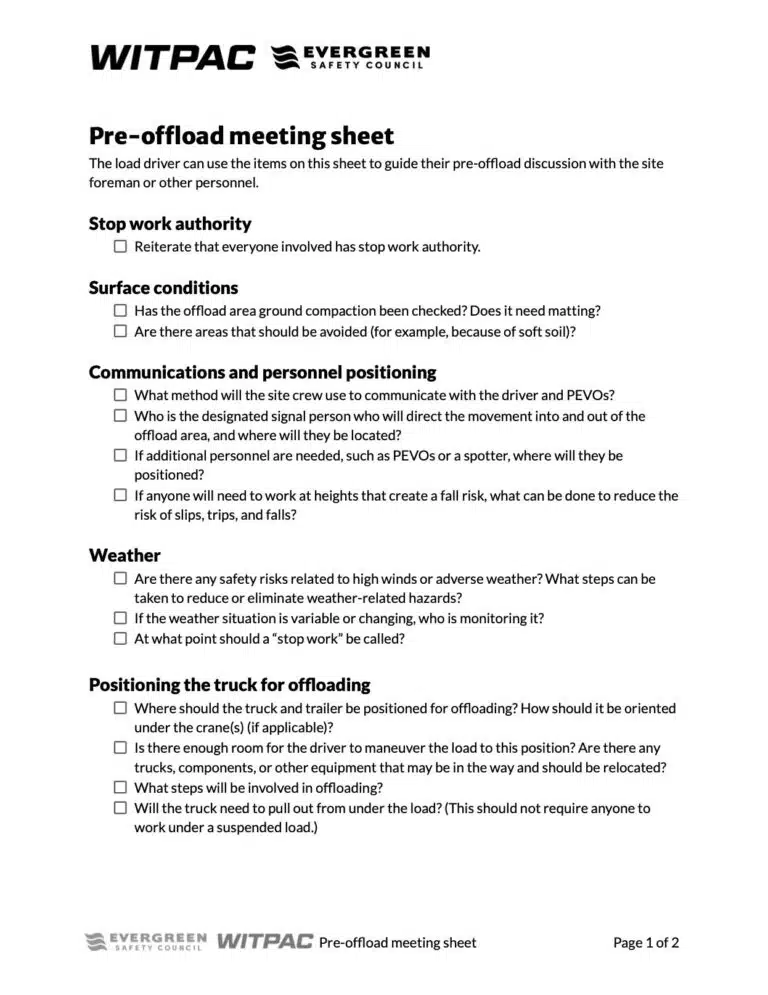 WITPAC EVERGREEN
SAFETY COUNCIL
Pre-offload meeting sheet
The load driver can use the items on this sheet to guide their pre-offload discussion with the site
foreman or other personnel.
Stop work authority
Reiterate that everyone involved has stop work authority.
Surface conditions
Has the offload area ground compaction been checked? Does it need matting?
Are there areas that should be avoided (for example, because of soft soil)?
Communications and personnel positioning
What method will the site crew use to communicate with the driver and PEVOs?
Who is the designated signal person who will direct the movement into and out of the
offload area, and where will they be located?
If additional personnel are needed, such as PEVOs or a spotter, where will they be
positioned?
If anyone will need to work at heights that create a fall risk, what can be done to reduce the
risk of slips, trips, and falls?
Weather
Are there any safety risks related to high winds or adverse weather? What steps can be
taken to reduce or eliminate weather-related hazards?
If the weather situation is variable or changing, who is monitoring it?
At what point should a “stop work” be called?
Positioning the truck for offloading
Where should the truck and trailer be positioned for offloading? How should it be oriented
under the crane(s) (if applicable)?
Is there enough room for the driver to maneuver the load to this position? Are there any
trucks, components, or other equipment that may be in the way and should be relocated?
What steps will be involved in offloading?
Will the truck need to pull out from under the load? (This should not require anyone to
work under a suspended load.)
EVERGREEN
SAFETY COUNCIL
WITPAC Pre-offload meeting sheet Page 1 of 2